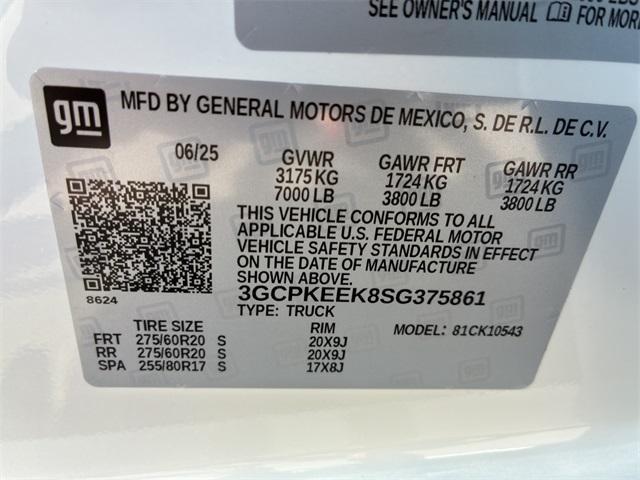 SEE OWNER'S MANUAL FOR
gm
MFD BY GENERAL MOTORS DE MEXICO, S. DE R.L. DE C.V.
06/25 GVWR GAWR FRT GAWR RR
3175 KG 1724 KG 1724 KG
7000 LB 3800 LB 3800 LB
THIS VEHICLE CONFORMS TO ALL
APPLICABLE U.S. FEDERAL MOTOR
VEHICLE SAFETY STANDARDS IN EFFECT
ON THE DATE OF MANUFACTURE
SHOWN ABOVE.
8624
3GCPKEEK8SG375861
TYPE: TRUCK
TIRE SIZE RIM MODEL: 81CK10543
FRT 275/60R20 S 20X9J
RR 275/60R20 S 20X9J
SPA 255/80R17 S 17X8J